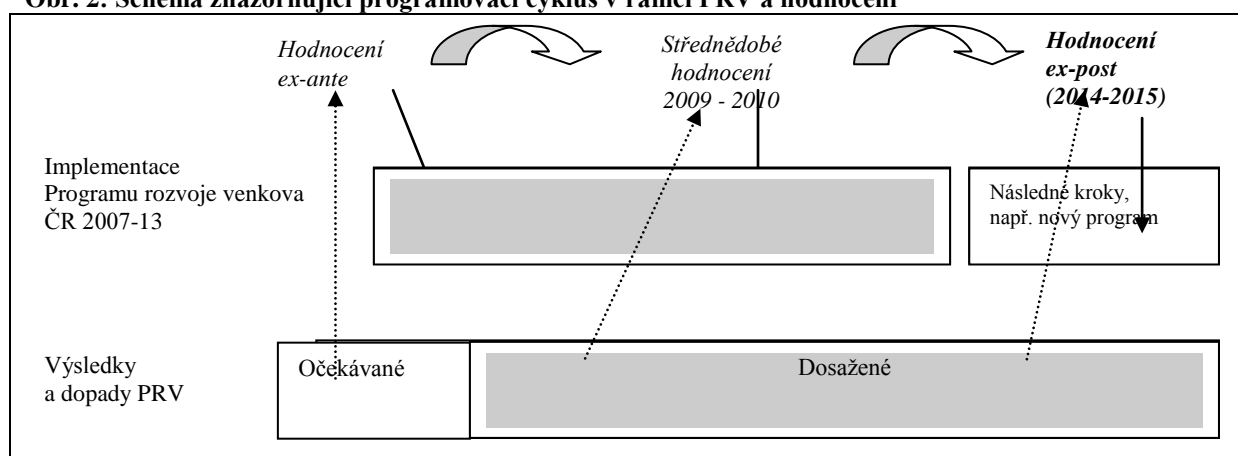 Obr. 2: Schéma znázorňující programovací cyklus v rámci PRV a hodnocení
Hodnocení
ex-ante
Střednědobé
hodnocení
2009 - 2010
Hodnocení
ex-post
(2014-2015)
Implementace
Programu rozvoje venkova
ČR 2007-13
Následné kroky,
např. nový program
Výsledky
a dopady PRV
Očekávané
Dosažené